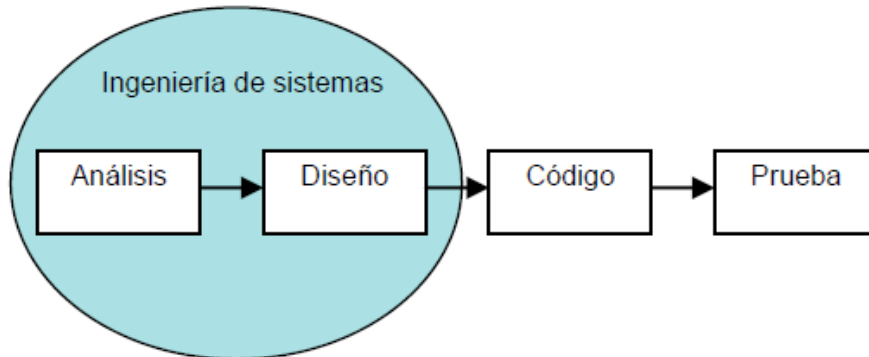 Ingeniería de sistemas
Análisis
Diseño
Código
Prueba